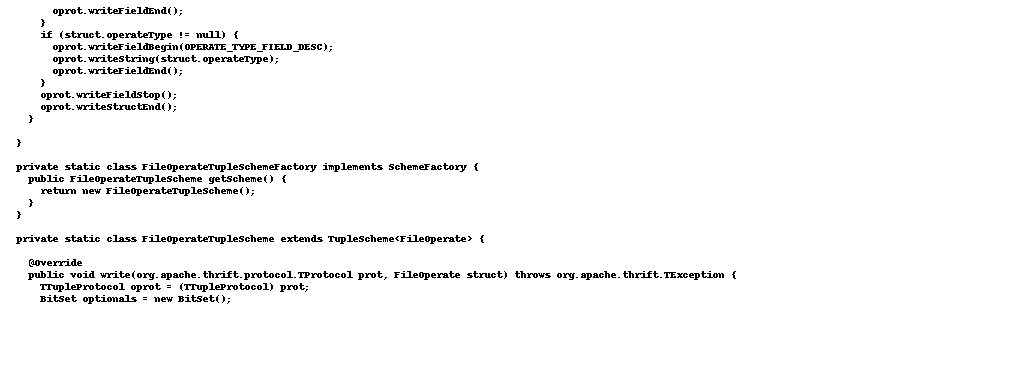 oprot.writeFieldEnd();
}
if (struct.operateType != null) {
oprot.writeFieldBegin(OPERATE_TYPE_FIELD_DESC);
oprot.writeString(struct.operateType);
oprot.writeFieldEnd();
}
oprot.writeFieldStop();
oprot.writeStructEnd();
}
}
private static class FileOperateTupleSchemeFactory implements SchemeFactory {
public FileOperateTupleScheme getScheme() {
return new FileOperateTupleScheme();
}
}
private static class FileOperateTupleScheme extends TupleScheme<FileOperate> {
@Override
public void write(org.apache.thrift.protocol.TProtocol prot, FileOperate struct) throws org.apache.thrift.TException {
TTupleProtocol oprot = (TTupleProtocol) prot;
BitSet optionals = new BitSet();